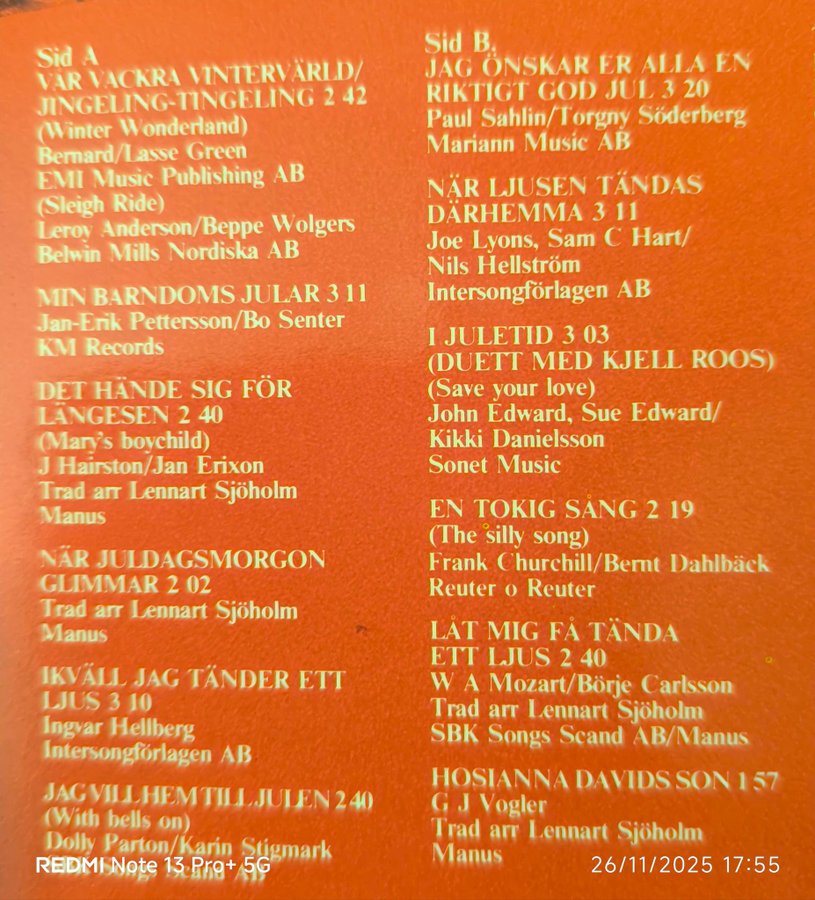 Sid A
VÅR VACKRA VINTERVÄRLD/
JINGELING-TINGELING 2 42
(Winter Wonderland)
Bernard/Lasse Green
EMI Music Publishing AB
(Sleigh Ride)
Leroy Anderson/Beppe Wolgers
Belwin Mills Nordiska AB
MIN BARNDOMS JULAR 3 11
Jan-Erik Pettersson/Bo Senter
KM Records
DET HÄNDE SIG FÖR
LÄNGESEN 2 40
(Mary's boychild)
J Hairston/Jan Erixon
Trad arr Lennart Sjöholm
Manus
NÄR JULDAGSMORGON
GLIMMAR 2 02
Trad arr Lennart Sjöholm
Manus
IKVÄLL JAG TÄNDER ETT
LJUS 3 10
Ingvar Hellberg
Intersongförlagen AB
JAG VILL HEM TILL JULEN 2 40
(With bells on)
Dolly Parton/Karin Stigmark
Songs Scand AB
Sid B.
JAG ÖNSKAR ER ALLA EN
RIKTIGT GOD JUL 3 20
Paul Sahlin/Torgny Söderberg
Mariann Music AB
NÄR LJUSEN TÄNDAS
DÄRHEMMA 3 11
Joe Lyons, Sam C Hart/
Nils Hellström
Intersongförlagen AB
I JULETID 3 03
(DUETT MED KJELL ROOS)
(Save your love)
John Edward, Sue Edward/
Kikki Danielsson
Sonet Music
EN TOKIG SÅNG 2 19
(The silly song)
Frank Churchill/Bernt Dahlbäck
Reuter o Reuter
LÅT MIG FÅ TÄNDA
ETT LJUS 2 40
W A Mozart/Börje Carlsson
Trad arr Lennart Sjöholm
SBK Songs Scand AB/Manus
HOSIANNA DAVIDS SON 1 57
G J Vogler
Trad arr Lennart Sjöholm
Manus
REDMI Note 13 Pro+ 5G
26/11/2025 17:55